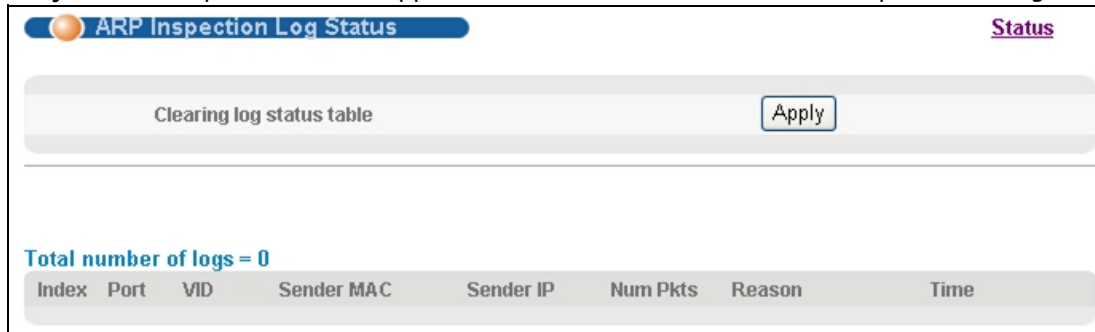 ARP Inspection Log Status Status
Clearing log status table Apply
Total number of logs = 0
Index Port VID Sender MAC Sender IP Num Pkts Reason Time